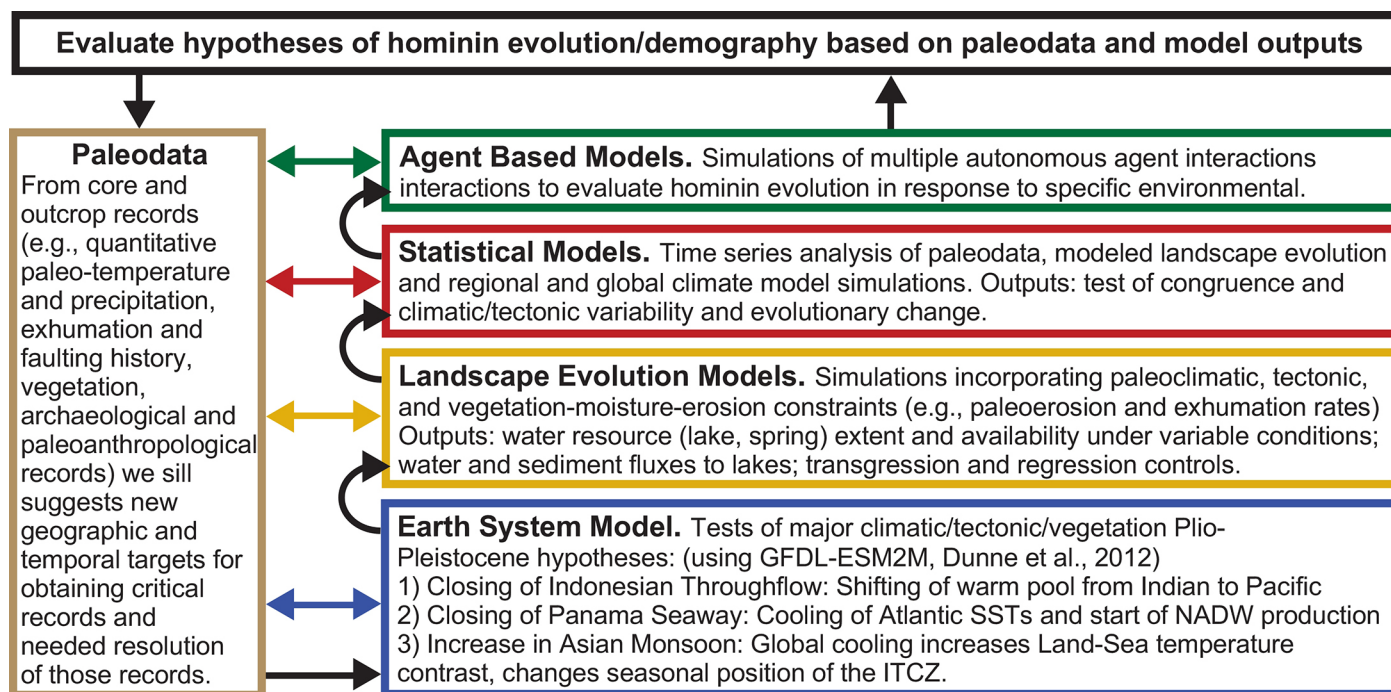 Evaluate hypotheses of hominin evolution/demography based on paleodata and model outputs
Paleodata
From core and
outcrop records
(e.g., quantitative
paleo-temperature
and precipitation,
exhumation and
faulting history,
vegetation,
archaeological and
paleoanthropological
records) we sill
suggests new
geographic and
temporal targets for
obtaining critical
records and
needed resolution
of those records.
Agent Based Models. Simulations of multiple autonomous agent interactions
interactions to evaluate hominin evolution in response to specific environmental.
Statistical Models. Time series analysis of paleodata, modeled landscape evolution
and regional and global climate model simulations. Outputs: test of congruence and
climatic/tectonic variability and evolutionary change.
Landscape Evolution Models. Simulations incorporating paleoclimatic, tectonic,
and vegetation-moisture-erosion constraints (e.g., paleoerosion and exhumation rates)
Outputs: water resource (lake, spring) extent and availability under variable conditions;
water and sediment fluxes to lakes; transgression and regression controls.
Earth System Model. Tests of major climatic/tectonic/vegetation Plio-
Pleistocene hypotheses: (using GFDL-ESM2M, Dunne et al., 2012)
1) Closing of Indonesian Throughflow: Shifting of warm pool from Indian to Pacific
2) Closing of Panama Seaway: Cooling of Atlantic SSTs and start of NADW production
3) Increase in Asian Monsoon: Global cooling increases Land-Sea temperature
contrast, changes seasonal position of the ITCZ.